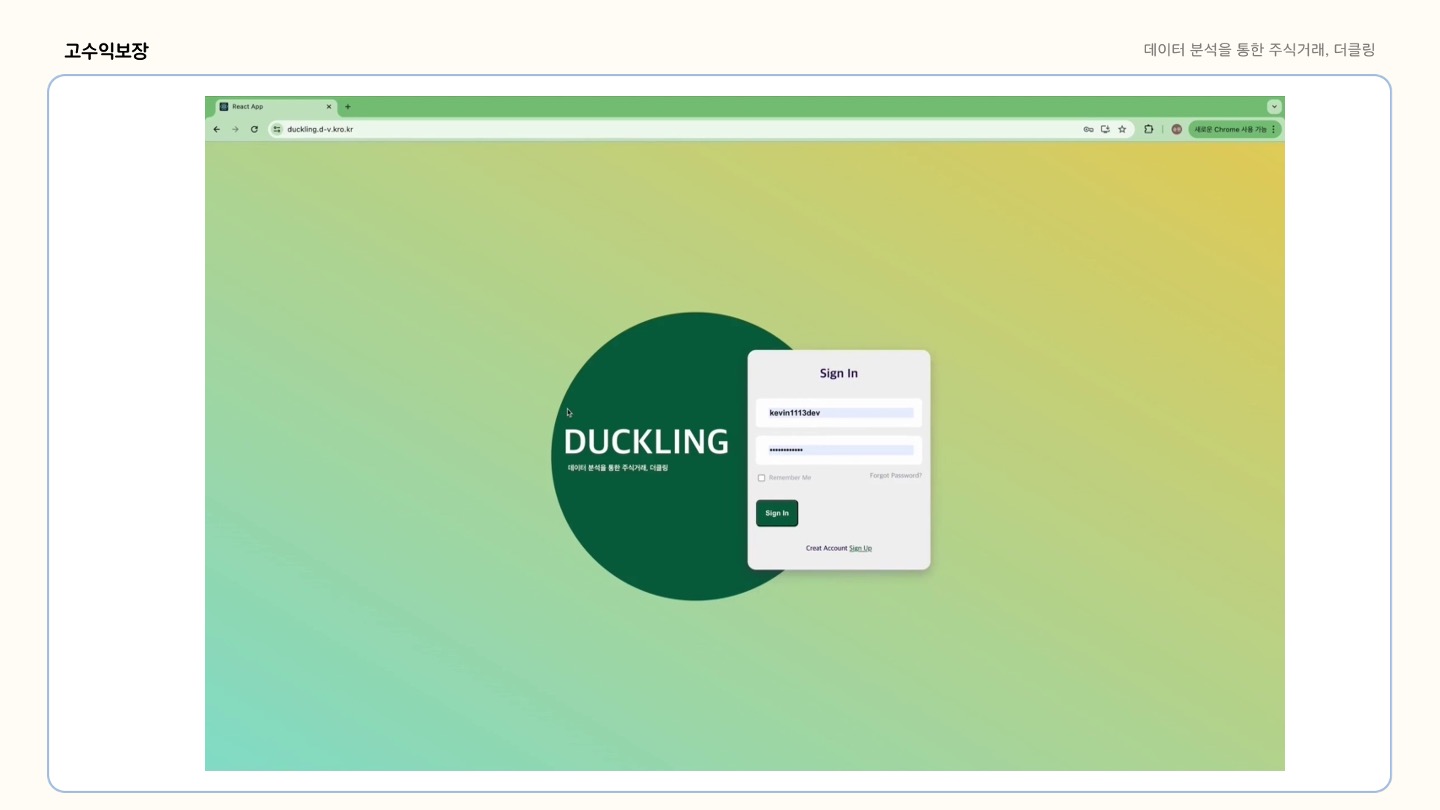 고수익보장
데이터 분석을 통한 주식거래, 더클링
React App
duckling.d-v.kro.kr
새로운 Chrome 사용 가능
Sign In
kevin1113dev
DUCKLING
데이터 분석을 통한 주식거래, 더클링
Remember Me
Forgot Password?
Sign In
Creat Account Sign Up